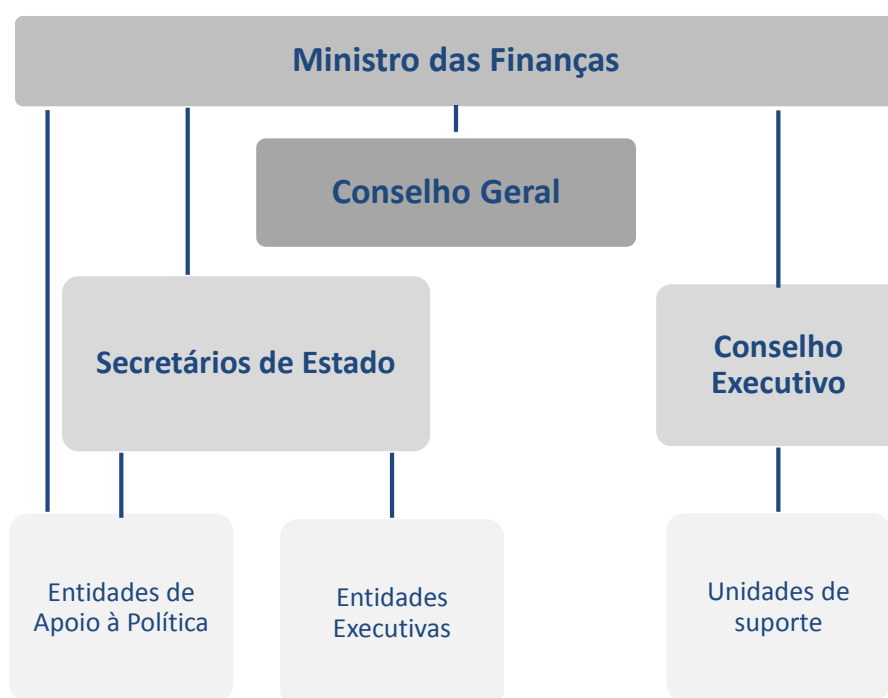 Ministro das Finanças
Conselho Geral
Secretários de Estado
Conselho
Executivo
Entidades de
Apoio à Política
Entidades
Executivas
Unidades de
suporte